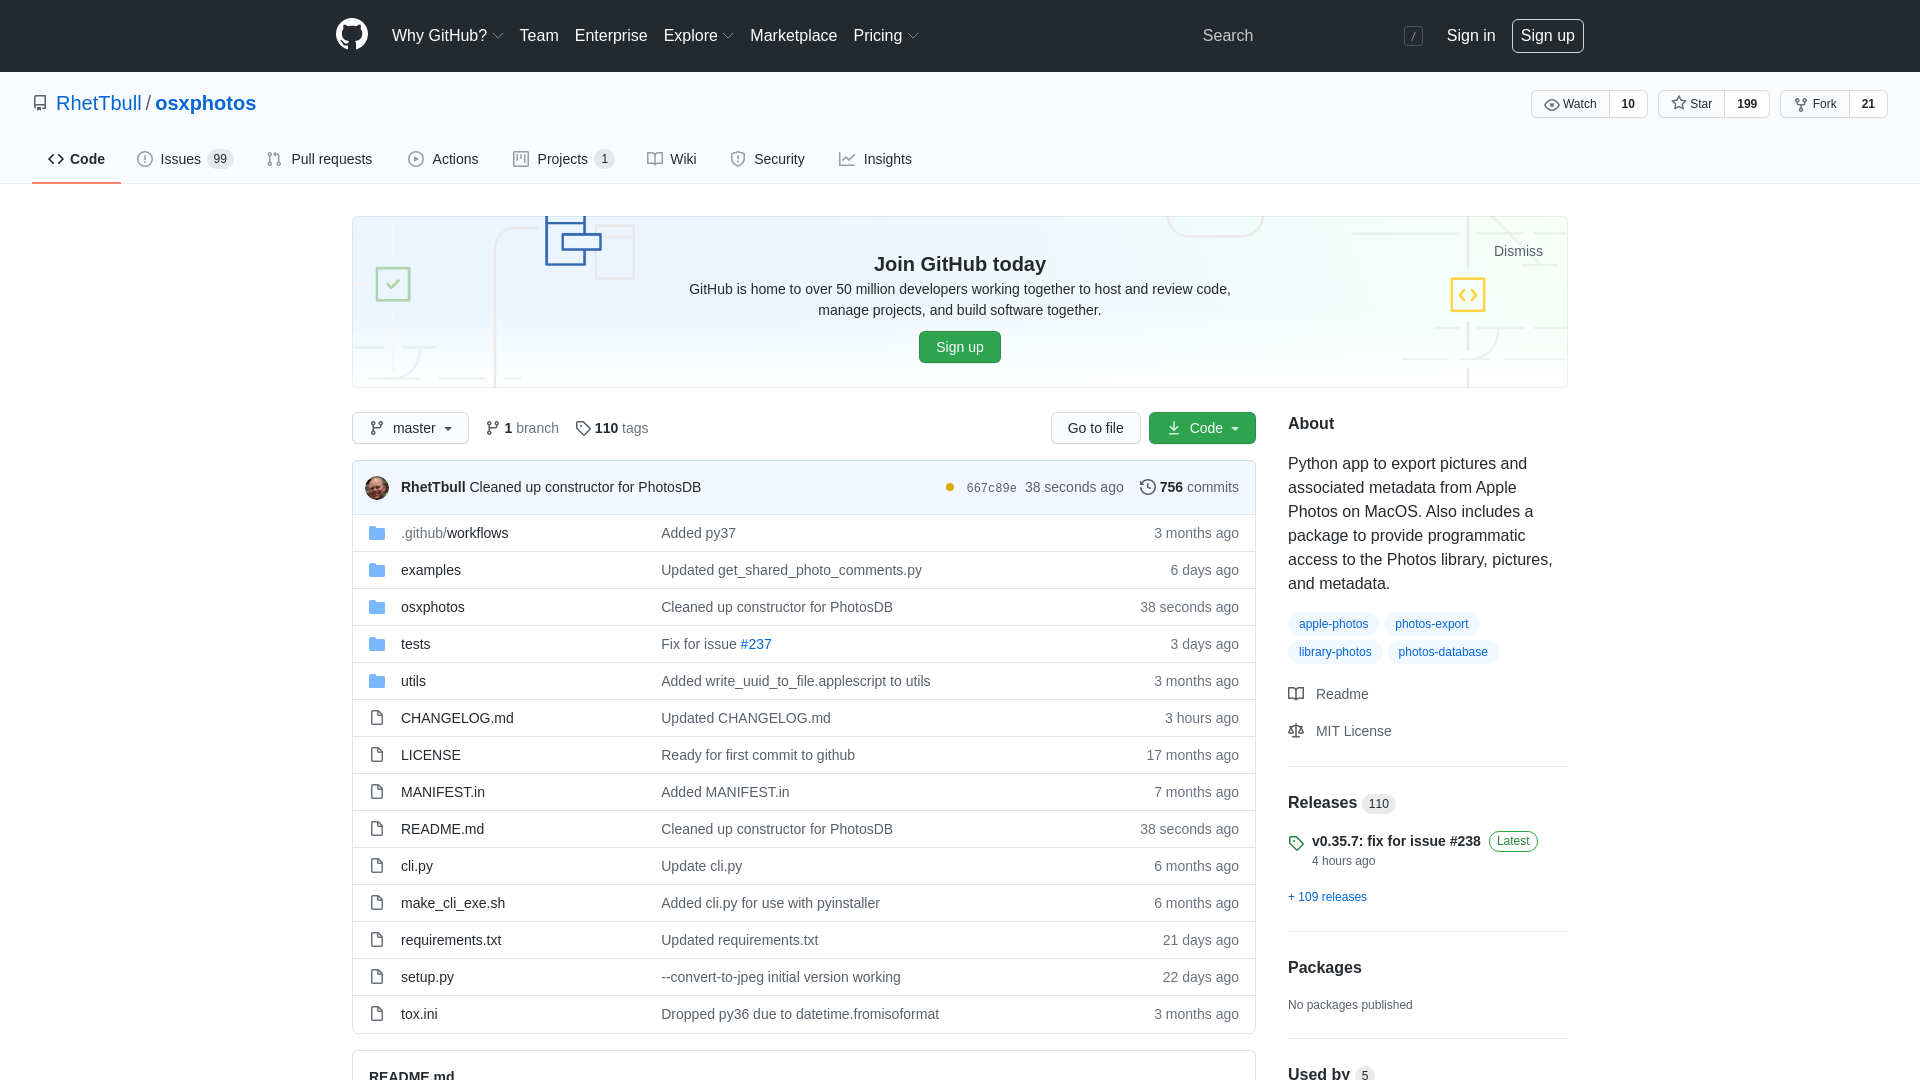 Why GitHub? Team Enterprise Explore Marketplace Pricing Search / Sign in Sign up
RhetTbull / osxphotos Watch 10 Star 199 Fork 21
Code Issues 99 Pull requests Actions Projects 1 Wiki Security Insights
Dismiss
Join GitHub today
GitHub is home to over 50 million developers working together to host and review code,
manage projects, and build software together.
Sign up
master 1 branch 110 tags Go to file Code
RhetTbull Cleaned up constructor for PhotosDB 667c89e 38 seconds ago 756 commits
.github/workflows Added py37 3 months ago
examples Updated get_shared_photo_comments.py 6 days ago
osxphotos Cleaned up constructor for PhotosDB 38 seconds ago
tests Fix for issue #237 3 days ago
utils Added write_uuid_to_file.applescript to utils 3 months ago
CHANGELOG.md Updated CHANGELOG.md 3 hours ago
LICENSE Ready for first commit to github 17 months ago
MANIFEST.in Added MANIFEST.in 7 months ago
README.md Cleaned up constructor for PhotosDB 38 seconds ago
cli.py Update cli.py 6 months ago
make_cli_exe.sh Added cli.py for use with pyinstaller 6 months ago
requirements.txt Updated requirements.txt 21 days ago
setup.py --convert-to-jpeg initial version working 22 days ago
tox.ini Dropped py36 due to datetime.fromisoformat 3 months ago
README.md
About
Python app to export pictures and
associated metadata from Apple
Photos on MacOS. Also includes a
package to provide programmatic
access to the Photos library, pictures,
and metadata.
apple-photos photos-export
library-photos photos-database
Readme
MIT License
Releases 110
v0.35.7: fix for issue #238 Latest
4 hours ago
+ 109 releases
Packages
No packages published
Used by 5